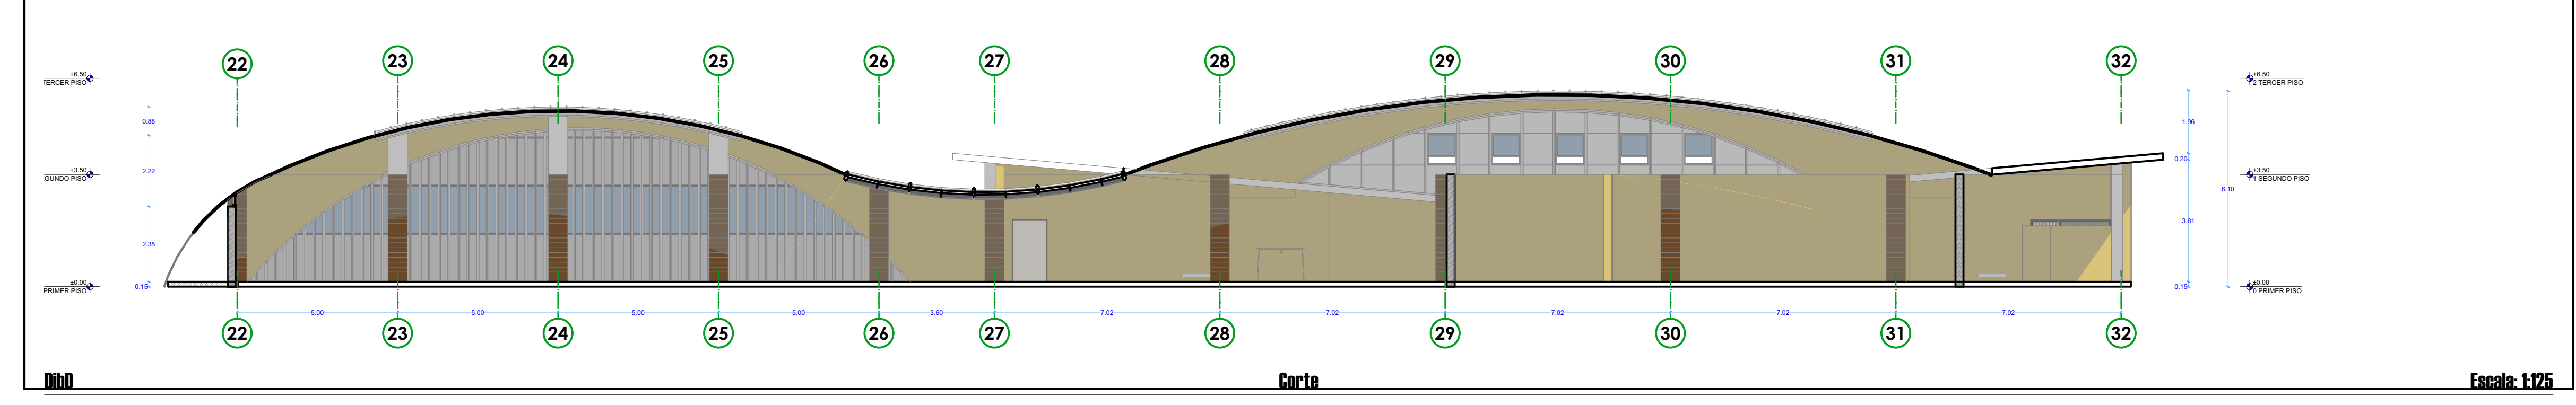 22 23 24 25 26 27 28 29 30 31 32
+6.50
TERCER PISO
+6.50
2 TERCER PISO
0.88
1.96
0.20
+3.50
GUNDO PISO
2.22
+3.50
1 SEGUNDO PISO
6.10
3.81
2.35
±0.00
PRIMER PISO
0.15
0.15
±0.00
0 PRIMER PISO
5.00 5.00 5.00 5.00 3.60 7.02 7.02 7.02 7.02 7.02
22 23 24 25 26 27 28 29 30 31 32
DibD Corte Escala: 1:125